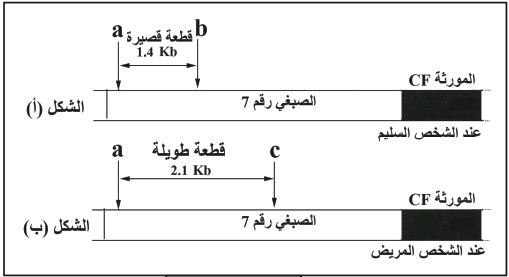 a قطعة قصيرة b
1.4 Kb
المورثة CF
الصبغي رقم 7
الشكل (أ)
عند الشخص السليم
a قطعة طويلة c
2.1 Kb
المورثة CF
الصبغي رقم 7
الشكل (ب)
عند الشخص المريض